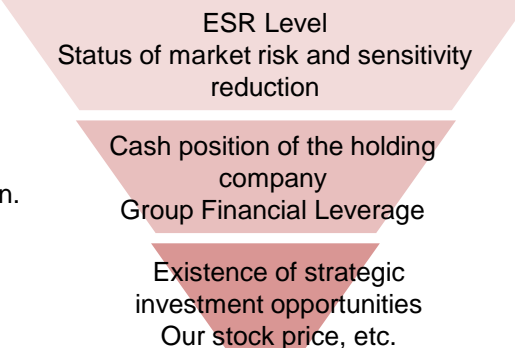 ESR Level
Status of market risk and sensitivity
reduction
Cash position of the holding
company
n.
Group Financial Leverage
Existence of strategic
investment opportunities
Our stock price, etc.